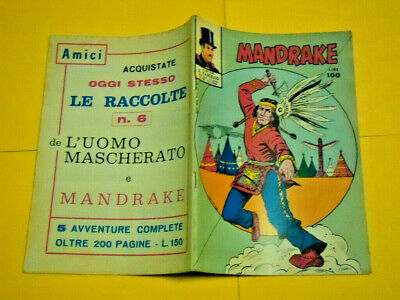 Amici
ACQUISTATE
OGGI STESSO
LE RACCOLTE
n. 6
de L'UOMO
MASCHERATO
e
MANDRAKE
5 AVVENTURE COMPLETE
OLTRE 200 PAGINE - L. 150
MANDRAKE
LIRE
100